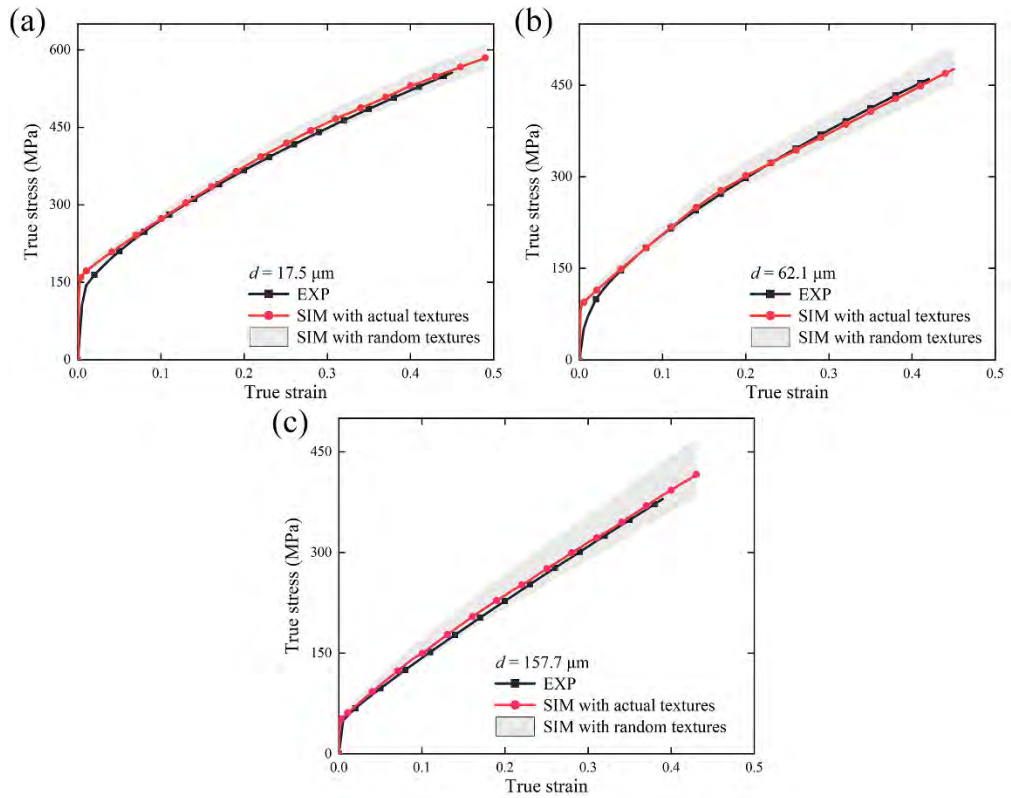 (a)
600
450
300
150
0
True stress (MPa)
d = 17.5 μm
EXP
SIM with actual textures
SIM with random textures
0.0 0.1 0.2 0.3 0.4 0.5
True strain
(b)
450
300
150
0
True stress (MPa)
d = 62.1 μm
EXP
SIM with actual textures
SIM with random textures
0.0 0.1 0.2 0.3 0.4 0.5
True strain
(c)
450
300
150
0
True stress (MPa)
d = 157.7 μm
EXP
SIM with actual textures
SIM with random textures
0.0 0.1 0.2 0.3 0.4 0.5
True strain